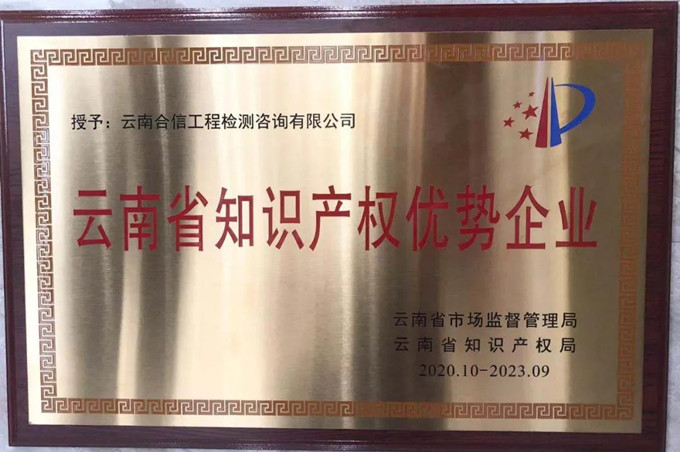 授予：云南合信工程检测咨询有限公司
云南省知识产权优势企业
云南省市场监督管理局
云南省知识产权局
2020.10-2023.09